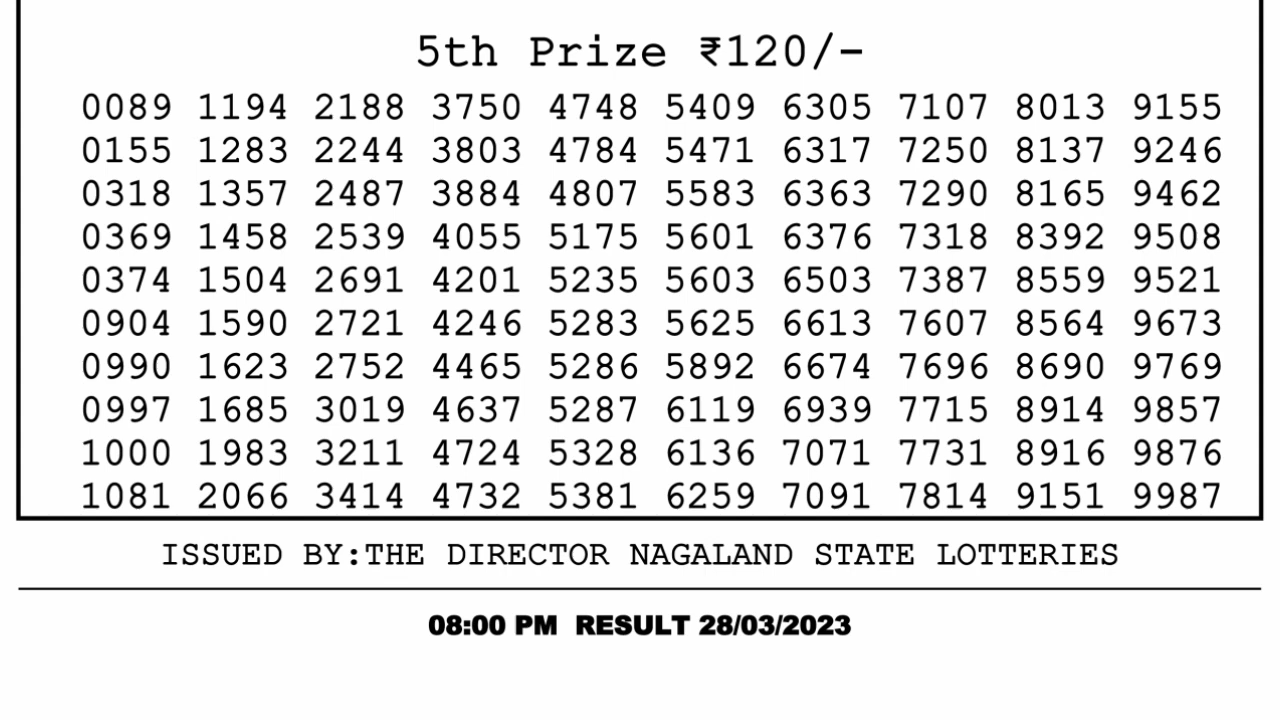 5th Prize ₹120/-
0089 1194 2188 3750 4748 5409 6305 7107 8013 9155
0155 1283 2244 3803 4784 5471 6317 7250 8137 9246
0318 1357 2487 3884 4807 5583 6363 7290 8165 9462
0369 1458 2539 4055 5175 5601 6376 7318 8392 9508
0374 1504 2691 4201 5235 5603 6503 7387 8559 9521
0904 1590 2721 4246 5283 5625 6613 7607 8564 9673
0990 1623 2752 4465 5286 5892 6674 7696 8690 9769
0997 1685 3019 4637 5287 6119 6939 7715 8914 9857
1000 1983 3211 4724 5328 6136 7071 7731 8916 9876
1081 2066 3414 4732 5381 6259 7091 7814 9151 9987
ISSUED BY:THE DIRECTOR NAGALAND STATE LOTTERIES
08:00 PM RESULT 28/03/2023